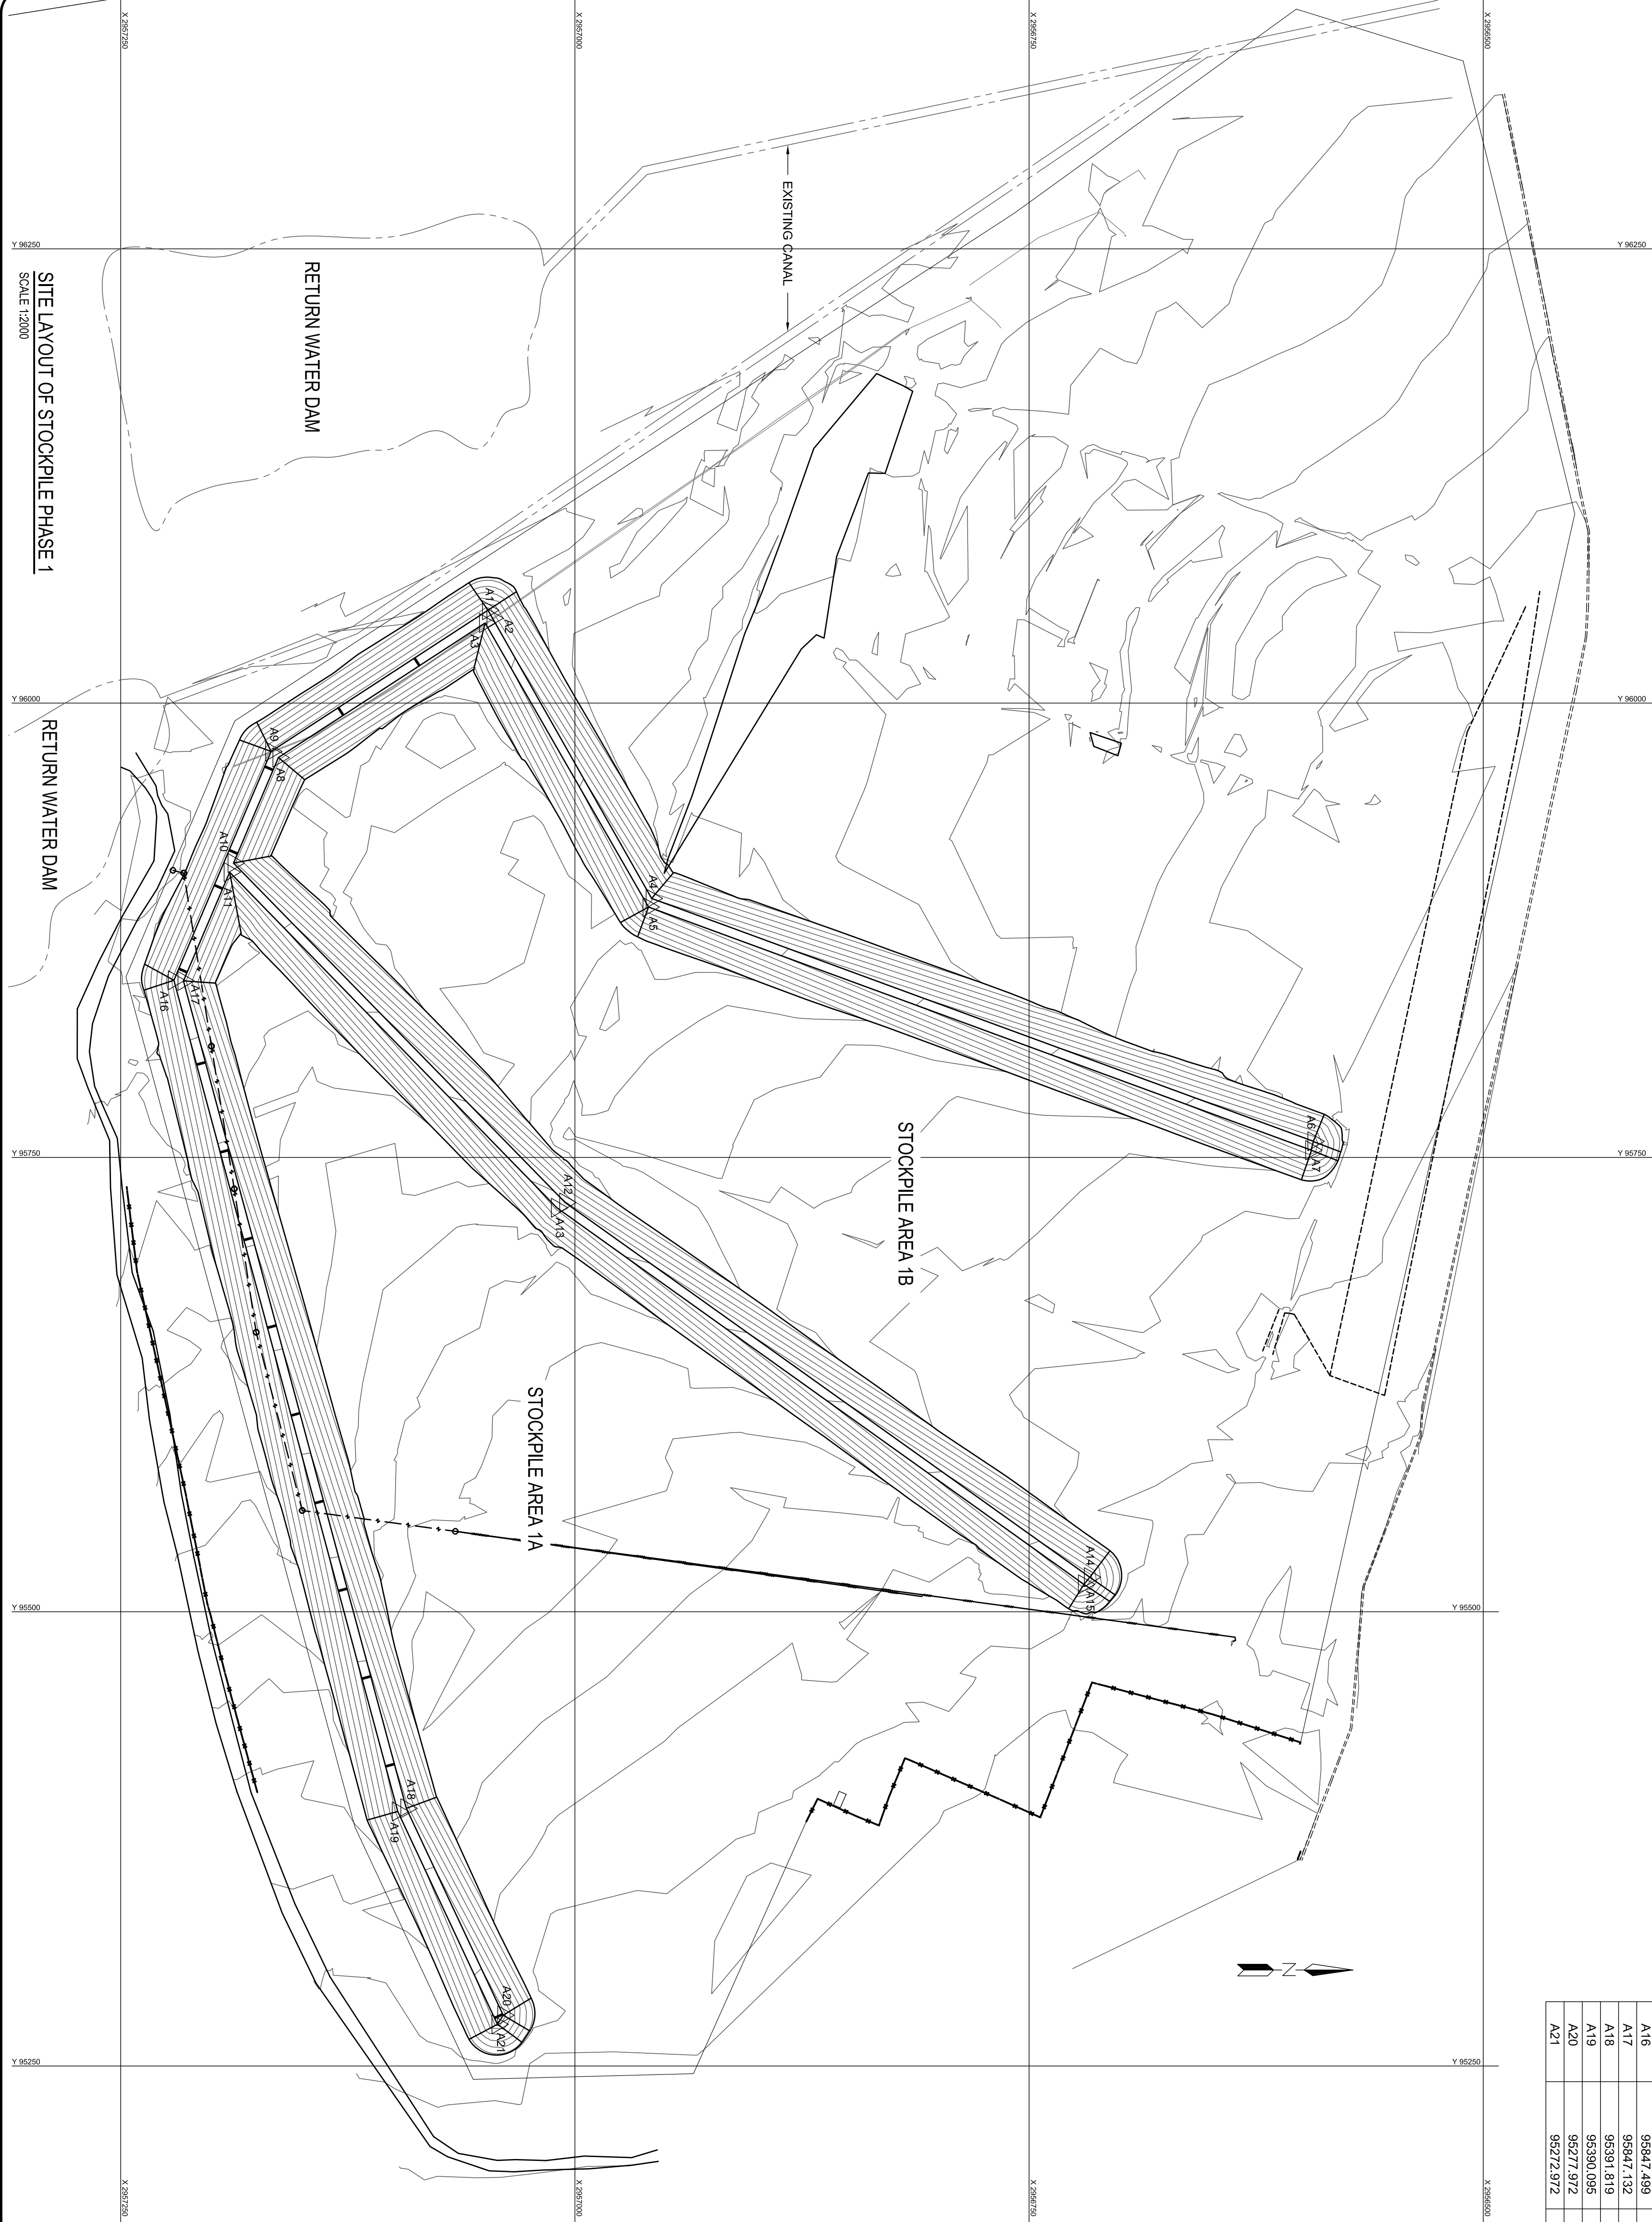 X 2957250
X 2957000
X 2956750
X 2956500
EXISTING CANAL
Y 96250
Y 96250
RETURN WATER DAM
SITE LAYOUT OF STOCKPILE PHASE 1
SCALE 1:2000
A1
A2
A3
Y 96000
Y 96000
RETURN WATER DAM
A9
A8
A10
A11
A4
A5
A16
A17
A6
A7
Y 95750
Y 95750
STOCKPILE AREA 1B
A12
A13
STOCKPILE AREA 1A
A14
A15
Y 95500
Y 95500
A18
A19
N
A20
A21
Y 95250
Y 95250
X 2957250
X 2957000
X 2956750
X 2956500
A16 95847.499
A17 95847.132
A18 95391.819
A19 95390.095
A20 95277.972
A21 95272.972